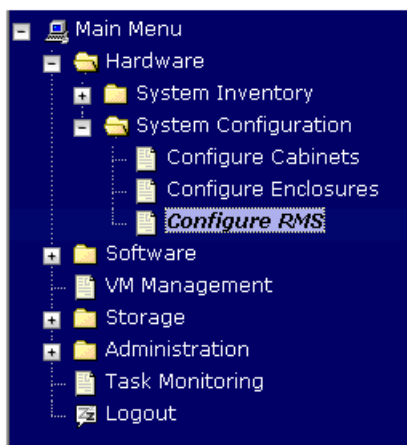 Main Menu
Hardware
System Inventory
System Configuration
Configure Cabinets
Configure Enclosures
Configure RMS
Software
VM Management
Storage
Administration
Task Monitoring
Logout